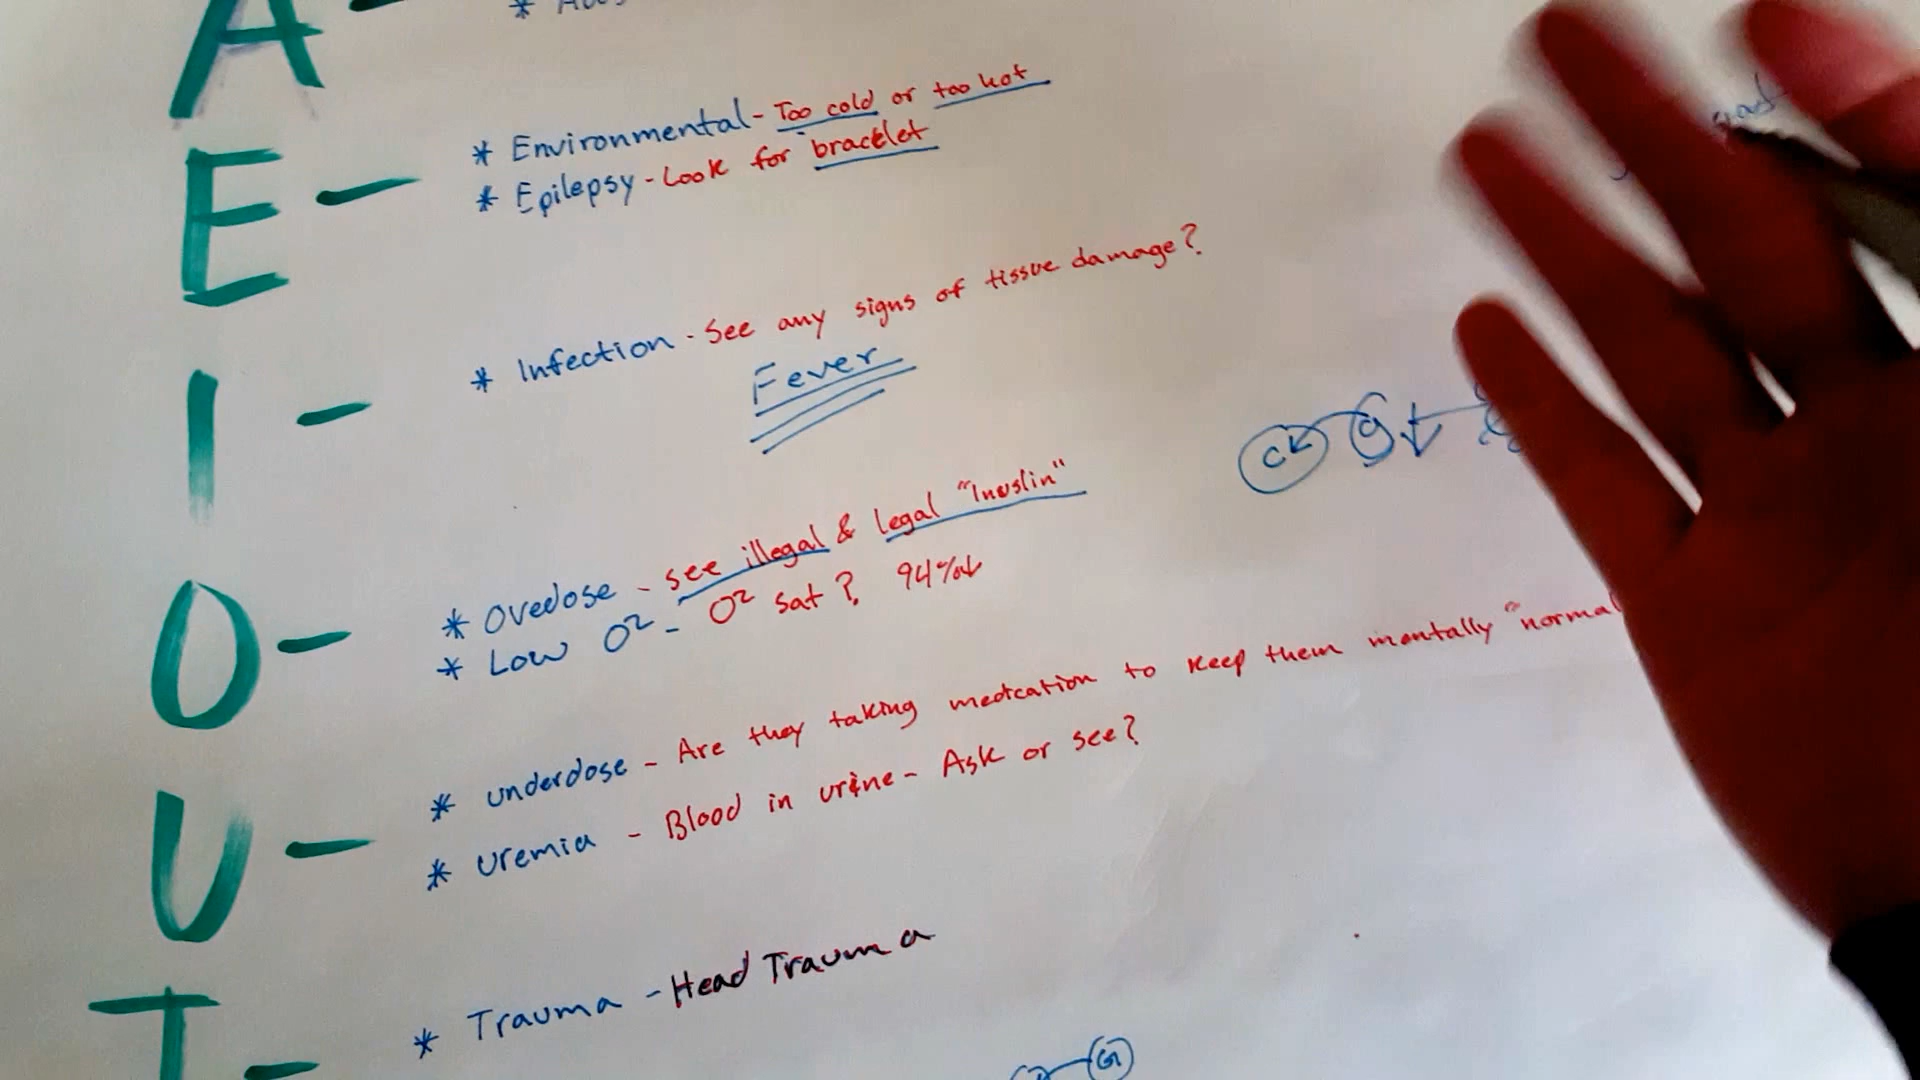 A -
E - * Environmental - Too cold or too hot
* Epilepsy - Look for bracelet
I - * Infection - See any signs of tissue damage?
Fever
O - * Ovedose - see illegal & legal "Inuslin"
* Low O2 - O2 sat? 94%↓
U - * underdose - Are they taking medication to keep them mentally "normal
* uremia - Blood in urine - Ask or see?
T - * Trauma - Head Trauma